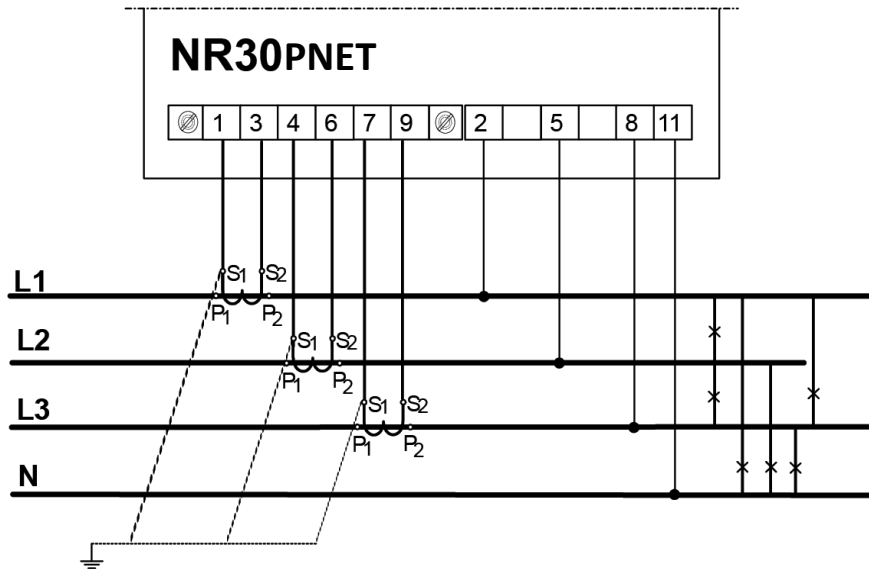 NR30PNET
1 3 4 6 7 9 2 5 8 11
S1 S2
L1
P1 P2
S1 S2
L2
P1 P2
S1 S2
L3
P1 P2
N